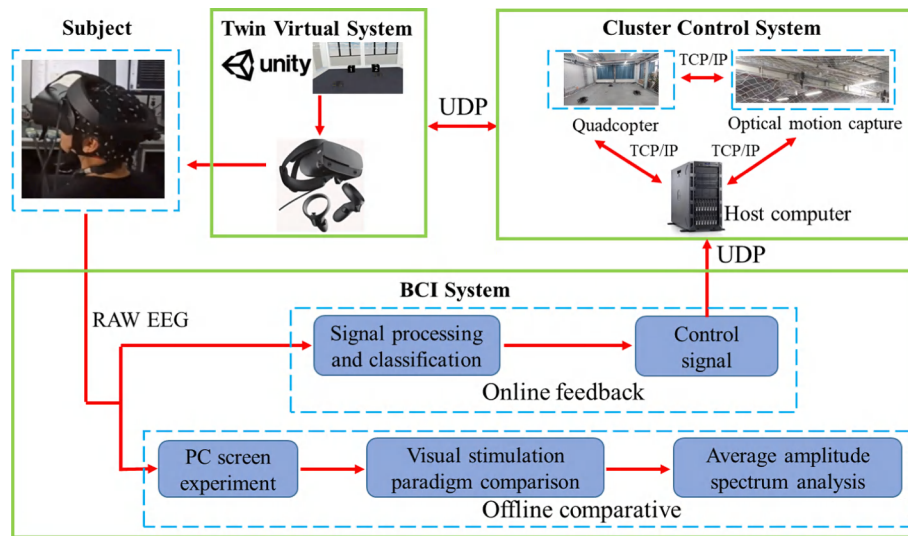 Subject
Twin Virtual System
unity
UDP
Cluster Control System
TCP/IP
Quadcopter
Optical motion capture
TCP/IP
TCP/IP
Host computer
UDP
BCI System
RAW EEG
Signal processing
and classification
Control
signal
Online feedback
PC screen
experiment
Visual stimulation
paradigm comparison
Average amplitude
spectrum analysis
Offline comparative